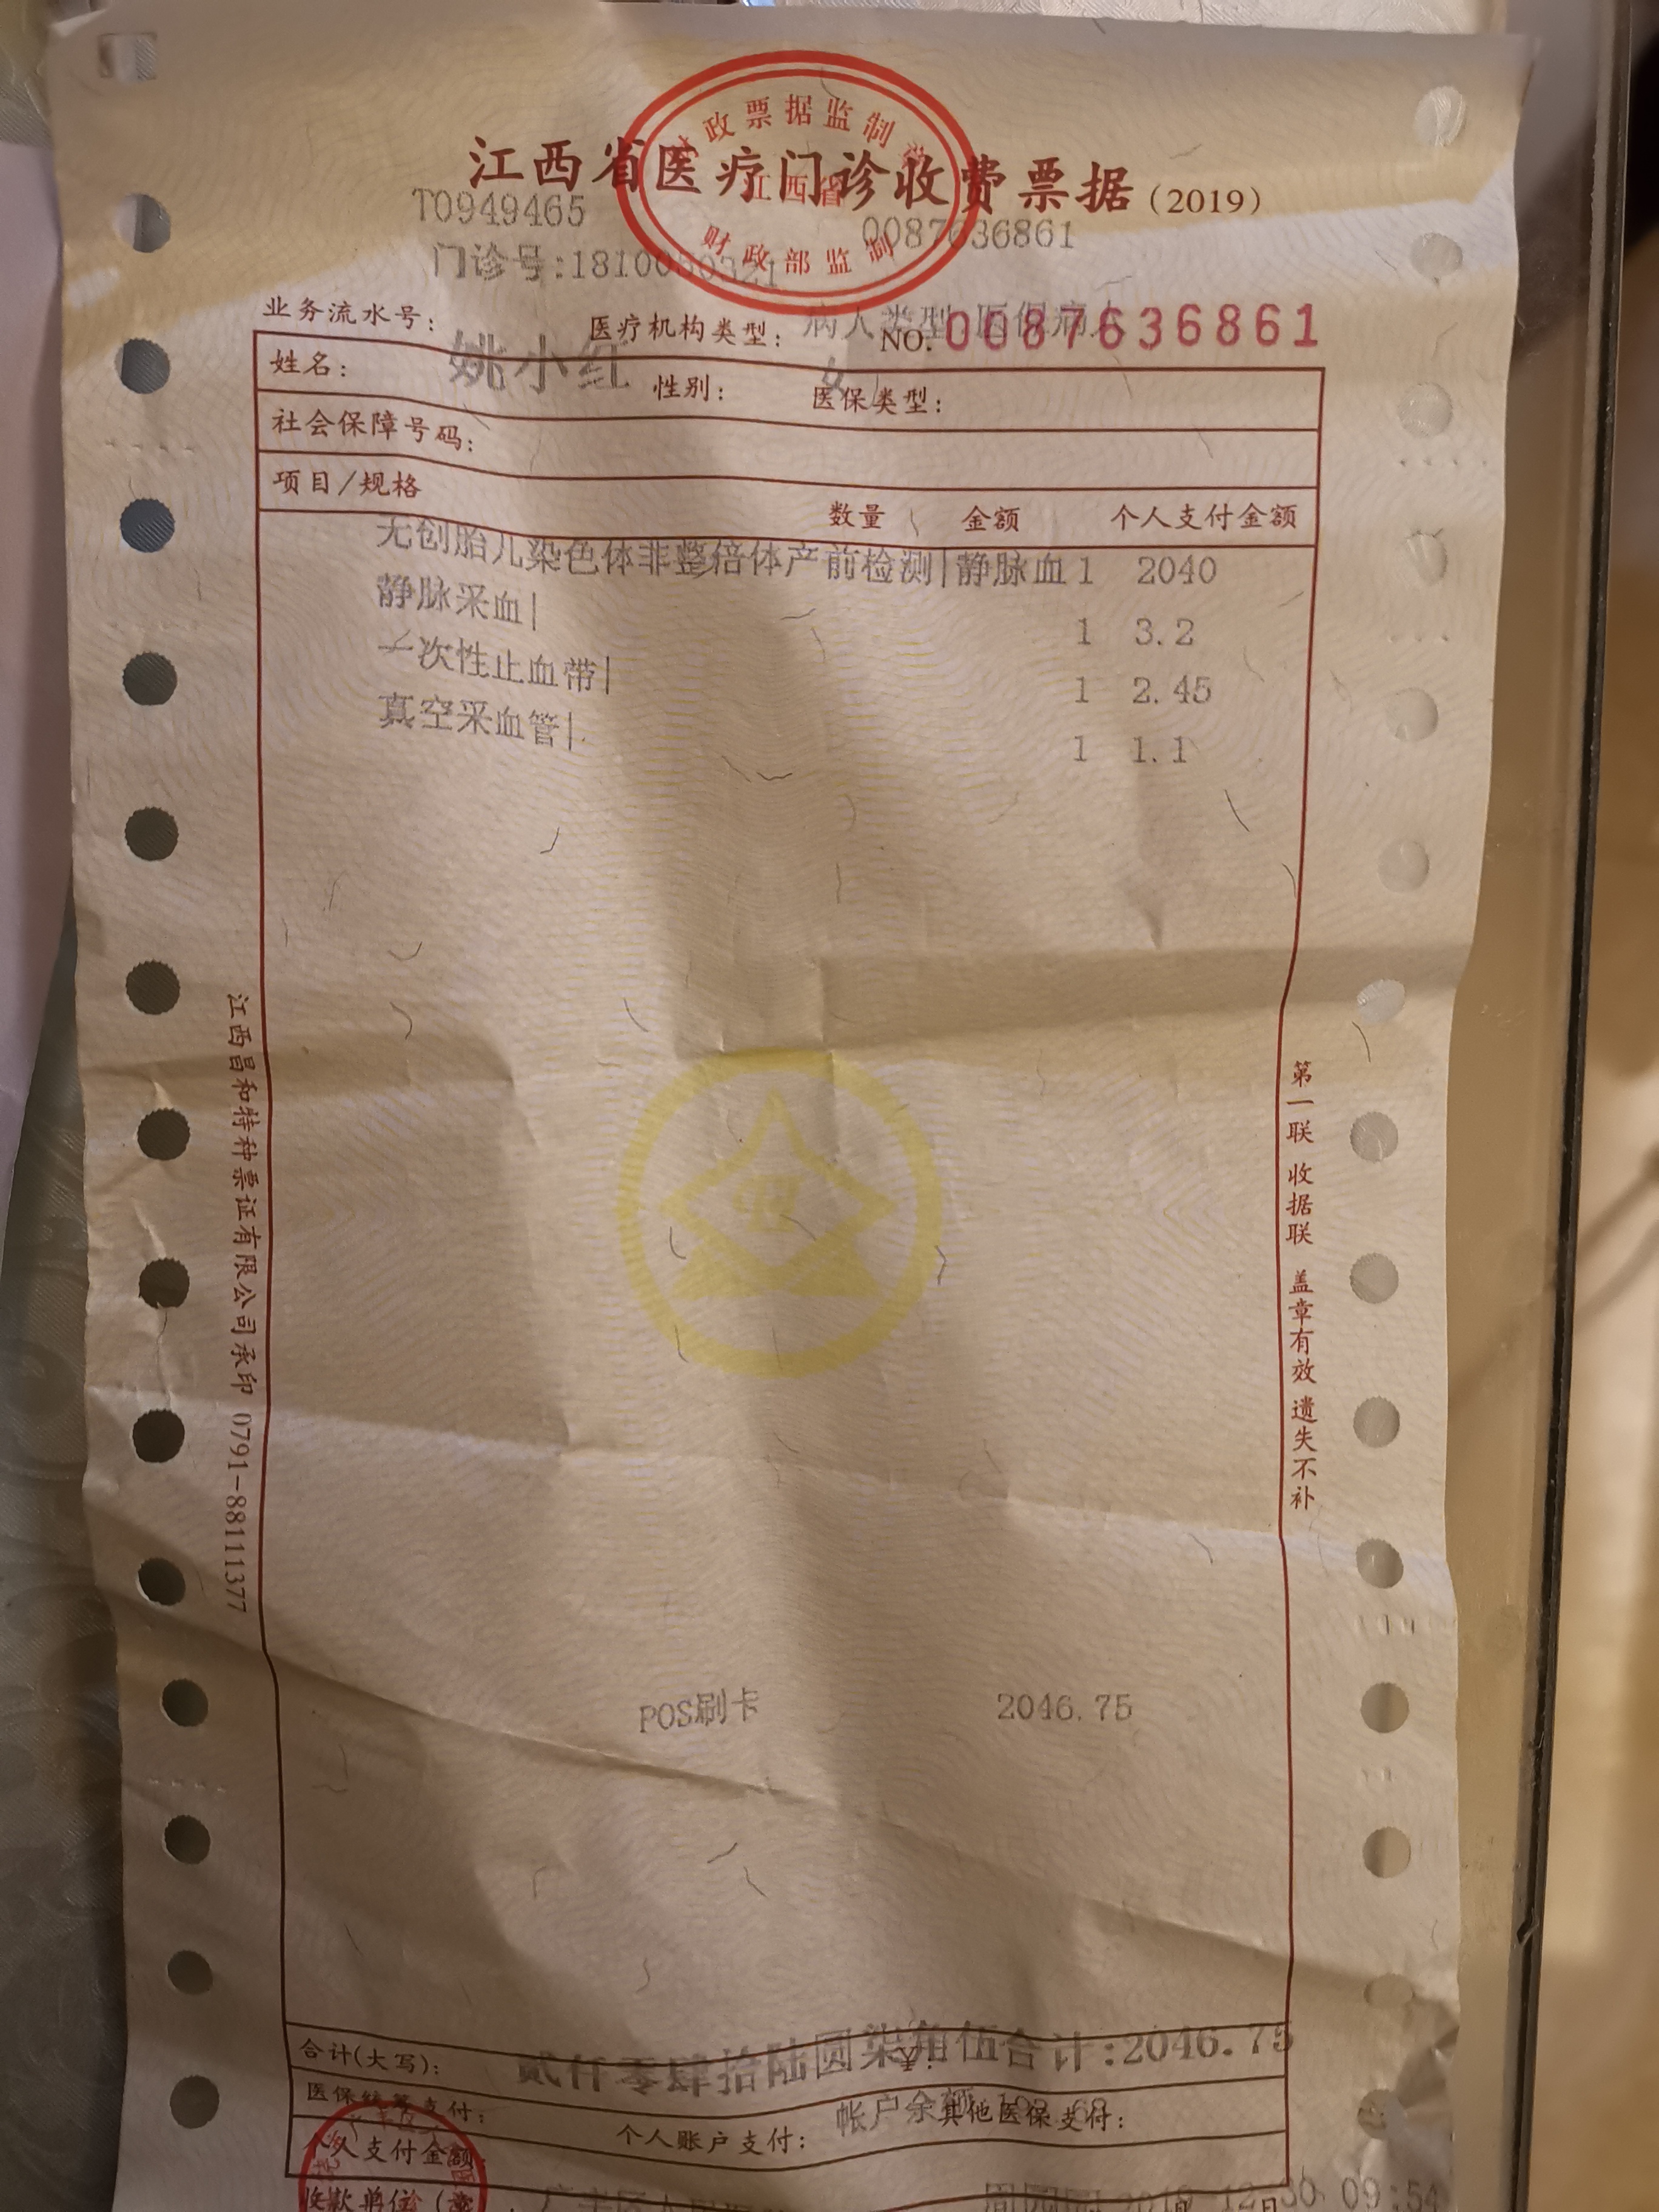 财政票据监制章
江西省
财政部监制
江西省医疗门诊收费票据(2019)
T0949465
0087636861
门诊号:1810050321
业务流水号:
医疗机构类型:
病人类型 医保病人
NO. 0087636861
姓名: 姚小红 性别: 女 医保类型:
社会保障号码:
项目/规格 数量 金额 个人支付金额
无创胎儿染色体非整倍体产前检测|静脉血 1 2040
静脉采血| 1 3.2
一次性止血带| 1 2.45
真空采血管| 1 1.1
江西昌和特种票证有限公司承印 0791-88111377
第一联 收据联 盖章有效 遗失不补
POS刷卡 2046.75
合计(大写): 贰仟零肆拾陆圆柒角伍合计:2046.75
医保统筹支付: 个人账户支付: 帐户余额 其他医保支付:
个人支付金额:
收款单位(章
12 30 09:54